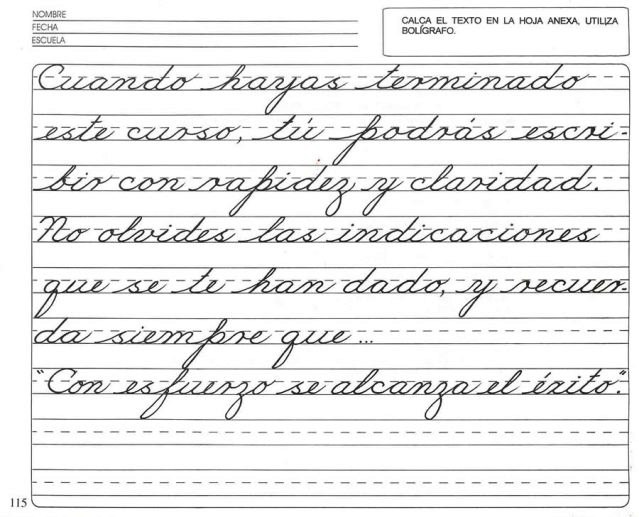 NOMBRE
FECHA
ESCUELA
CALCA EL TEXTO EN LA HOJA ANEXA, UTILIZA
BOLÍGRAFO.
Cuando hayas terminado
este curso, tú podrás escri-
bir con rapidez y claridad.
No olvides las indicaciones
que se te han dado, y recuer-
da siempre que...
"Con esfuerzo se alcanza el éxito".
115